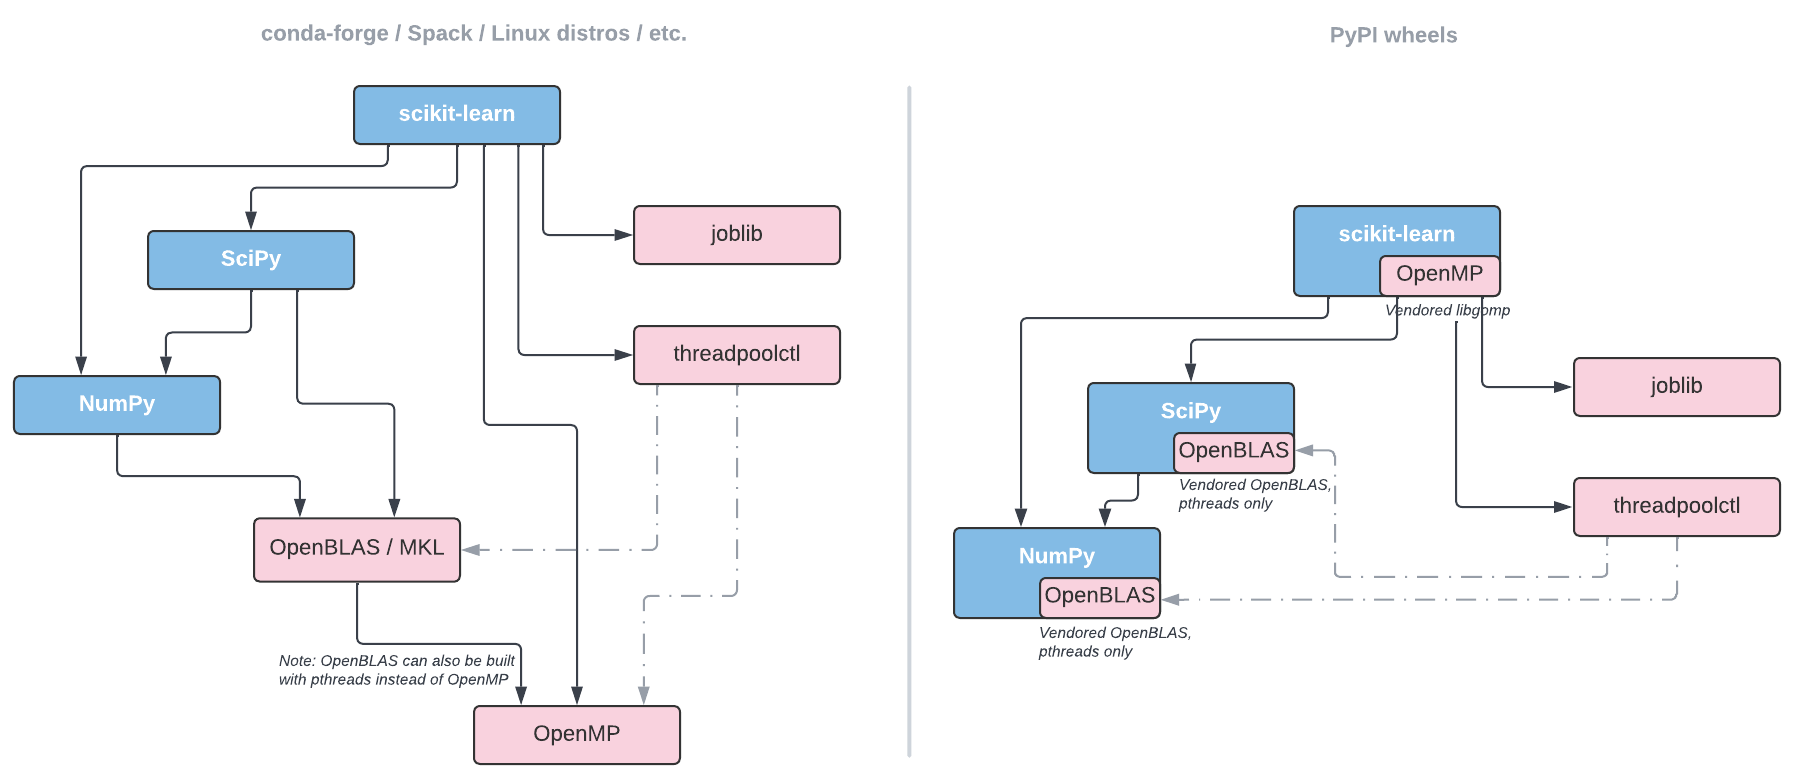 conda-forge / Spack / Linux distros / etc.
scikit-learn
joblib
SciPy
threadpoolctl
NumPy
OpenBLAS / MKL
Note: OpenBLAS can also be built
with pthreads instead of OpenMP
OpenMP
PyPI wheels
scikit-learn
OpenMP
Vendored libgomp
joblib
SciPy
OpenBLAS
Vendored OpenBLAS,
pthreads only
threadpoolctl
NumPy
OpenBLAS
Vendored OpenBLAS,
pthreads only